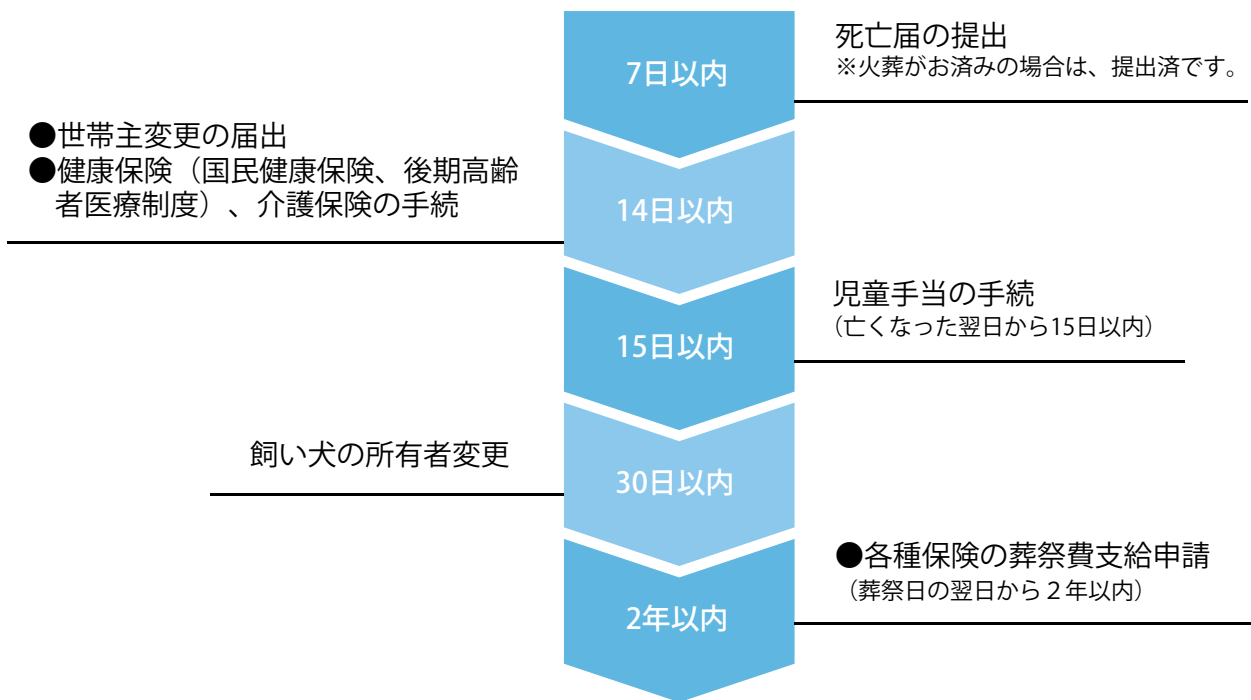 7日以内
死亡届の提出
※火葬がお済みの場合は、提出済です。
●世帯主変更の届出
●健康保険（国民健康保険、後期高齢
者医療制度）、介護保険の手続
14日以内
児童手当の手続
（亡くなった翌日から15日以内）
15日以内
飼い犬の所有者変更
30日以内
●各種保険の葬祭費支給申請
（葬祭日の翌日から２年以内）
2年以内